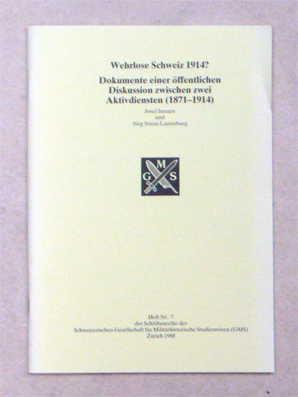 Wehrlose Schweiz 1914?
Dokumente einer öffentlichen
Diskussion zwischen zwei
Aktivdiensten (1871–1914)
Josef Inauen
und
Jürg Stüssi-Lauterburg
M
G S
Heft Nr. 7
der Schriftenreihe der
Schweizerischen Gesellschaft für Militärhistorische Studienreisen (GMS)
Zürich 1988